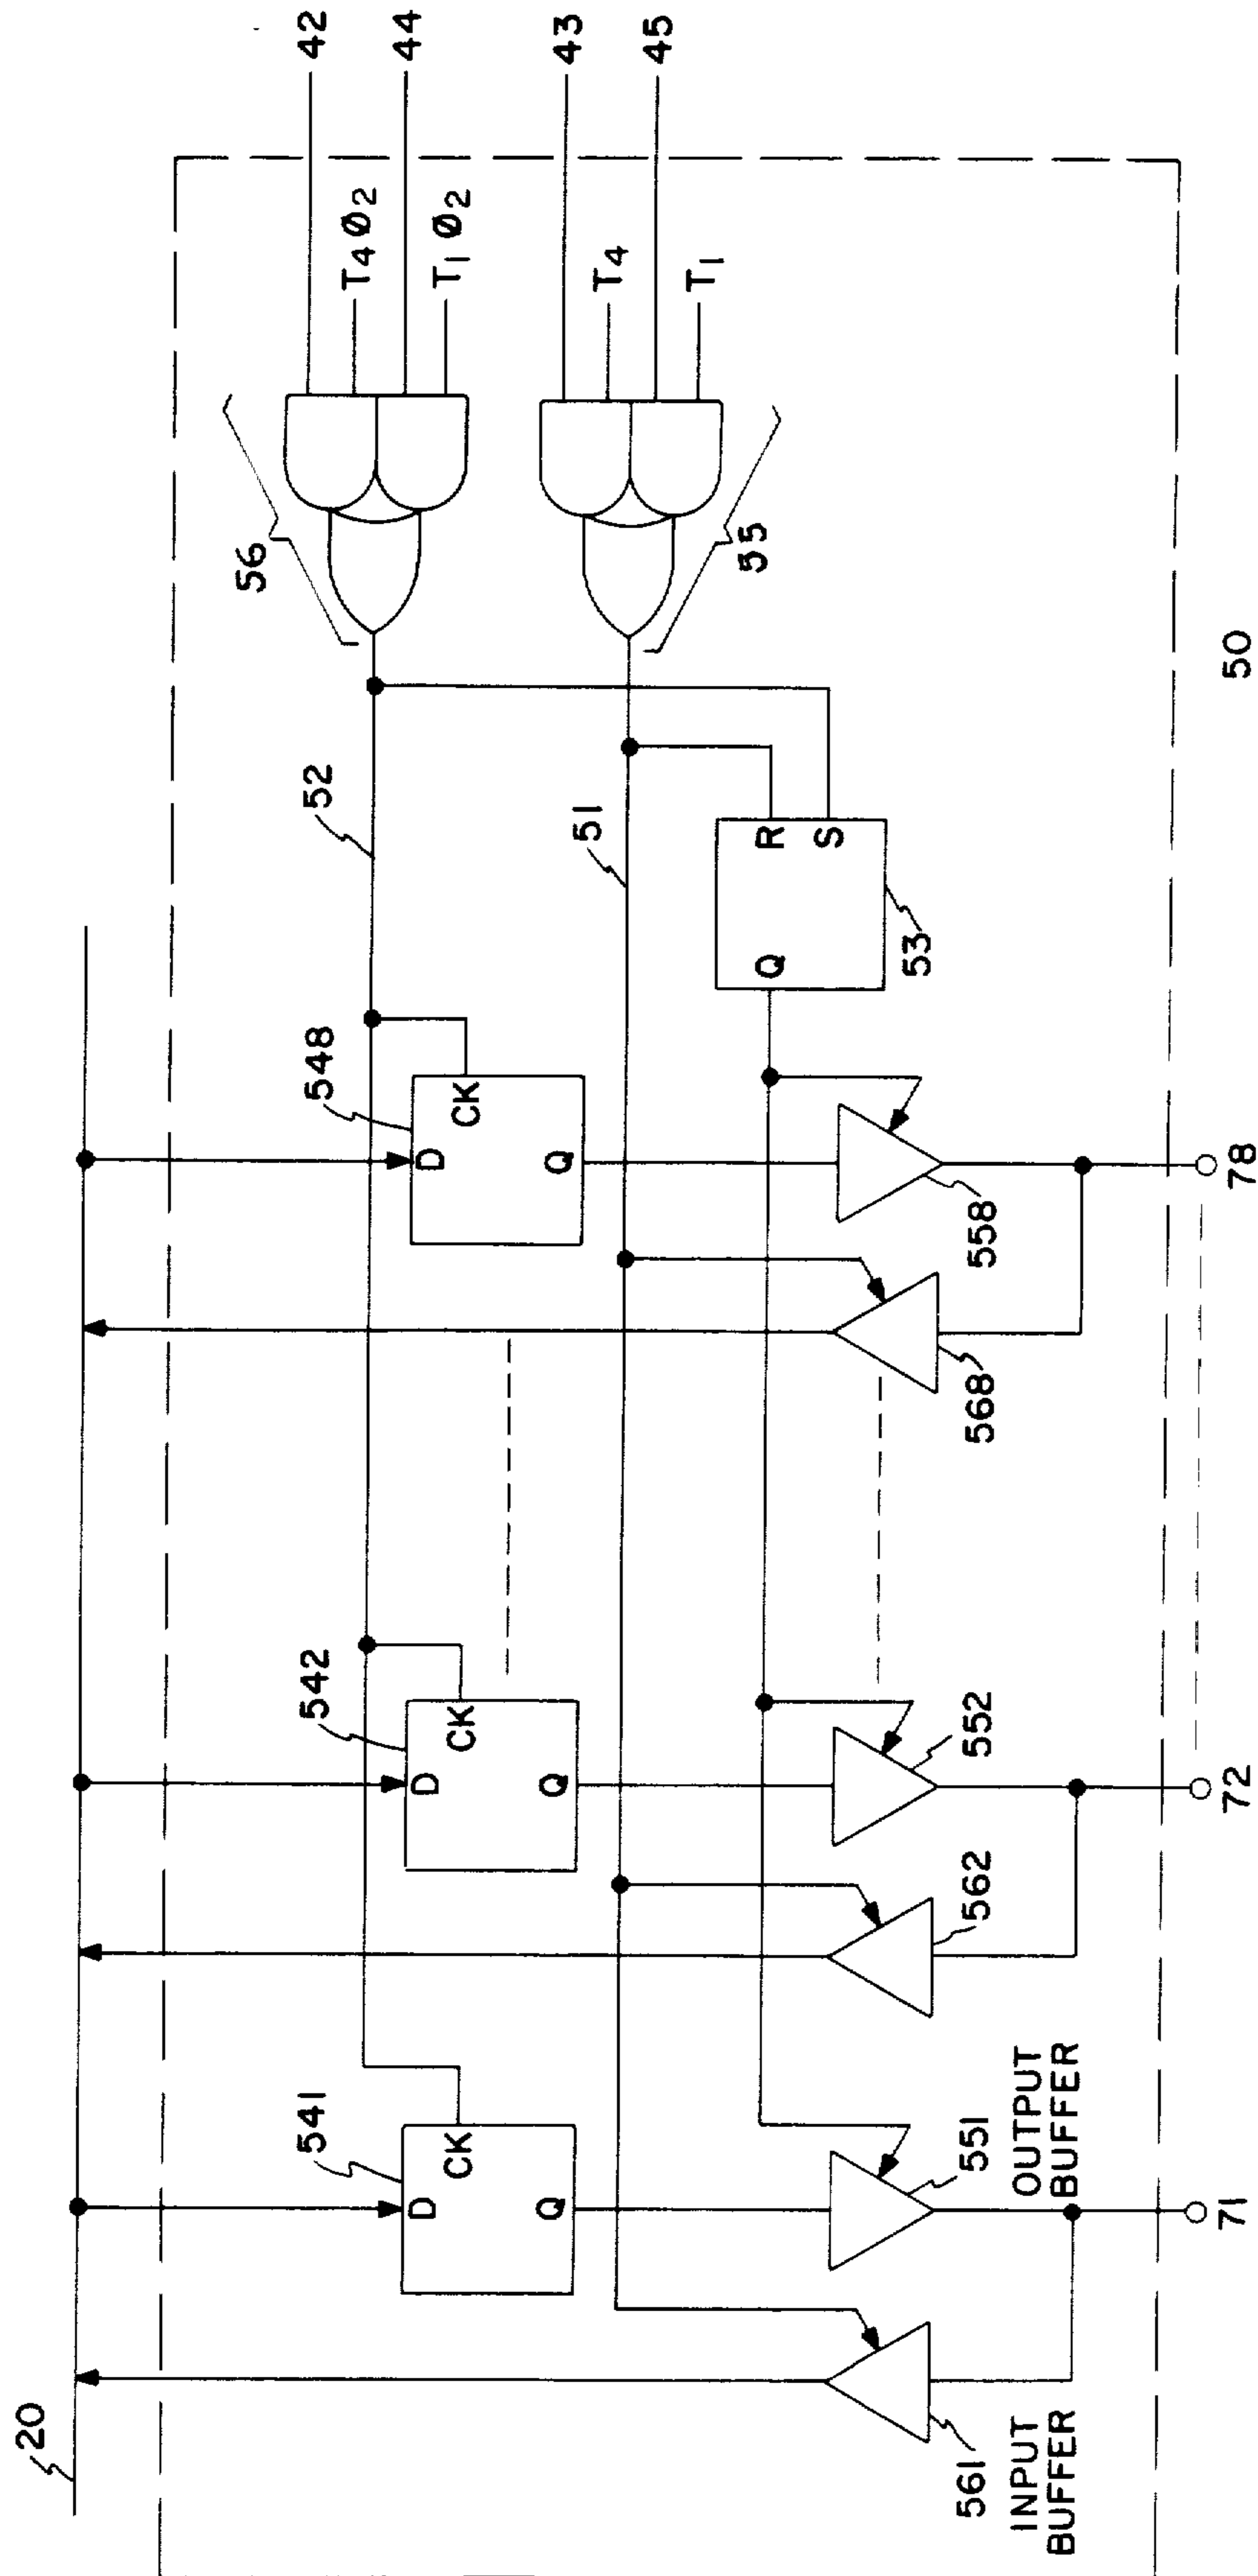 20
42
T4 Ø2
44
T1 Ø2
56
52
43
T4
45
T1
55
51
548
D
CK
Q
542
D
CK
Q
541
D
CK
Q
R
S
Q
53
558
568
552
562
551
OUTPUT
BUFFER
561
INPUT
BUFFER
71
72
78
50